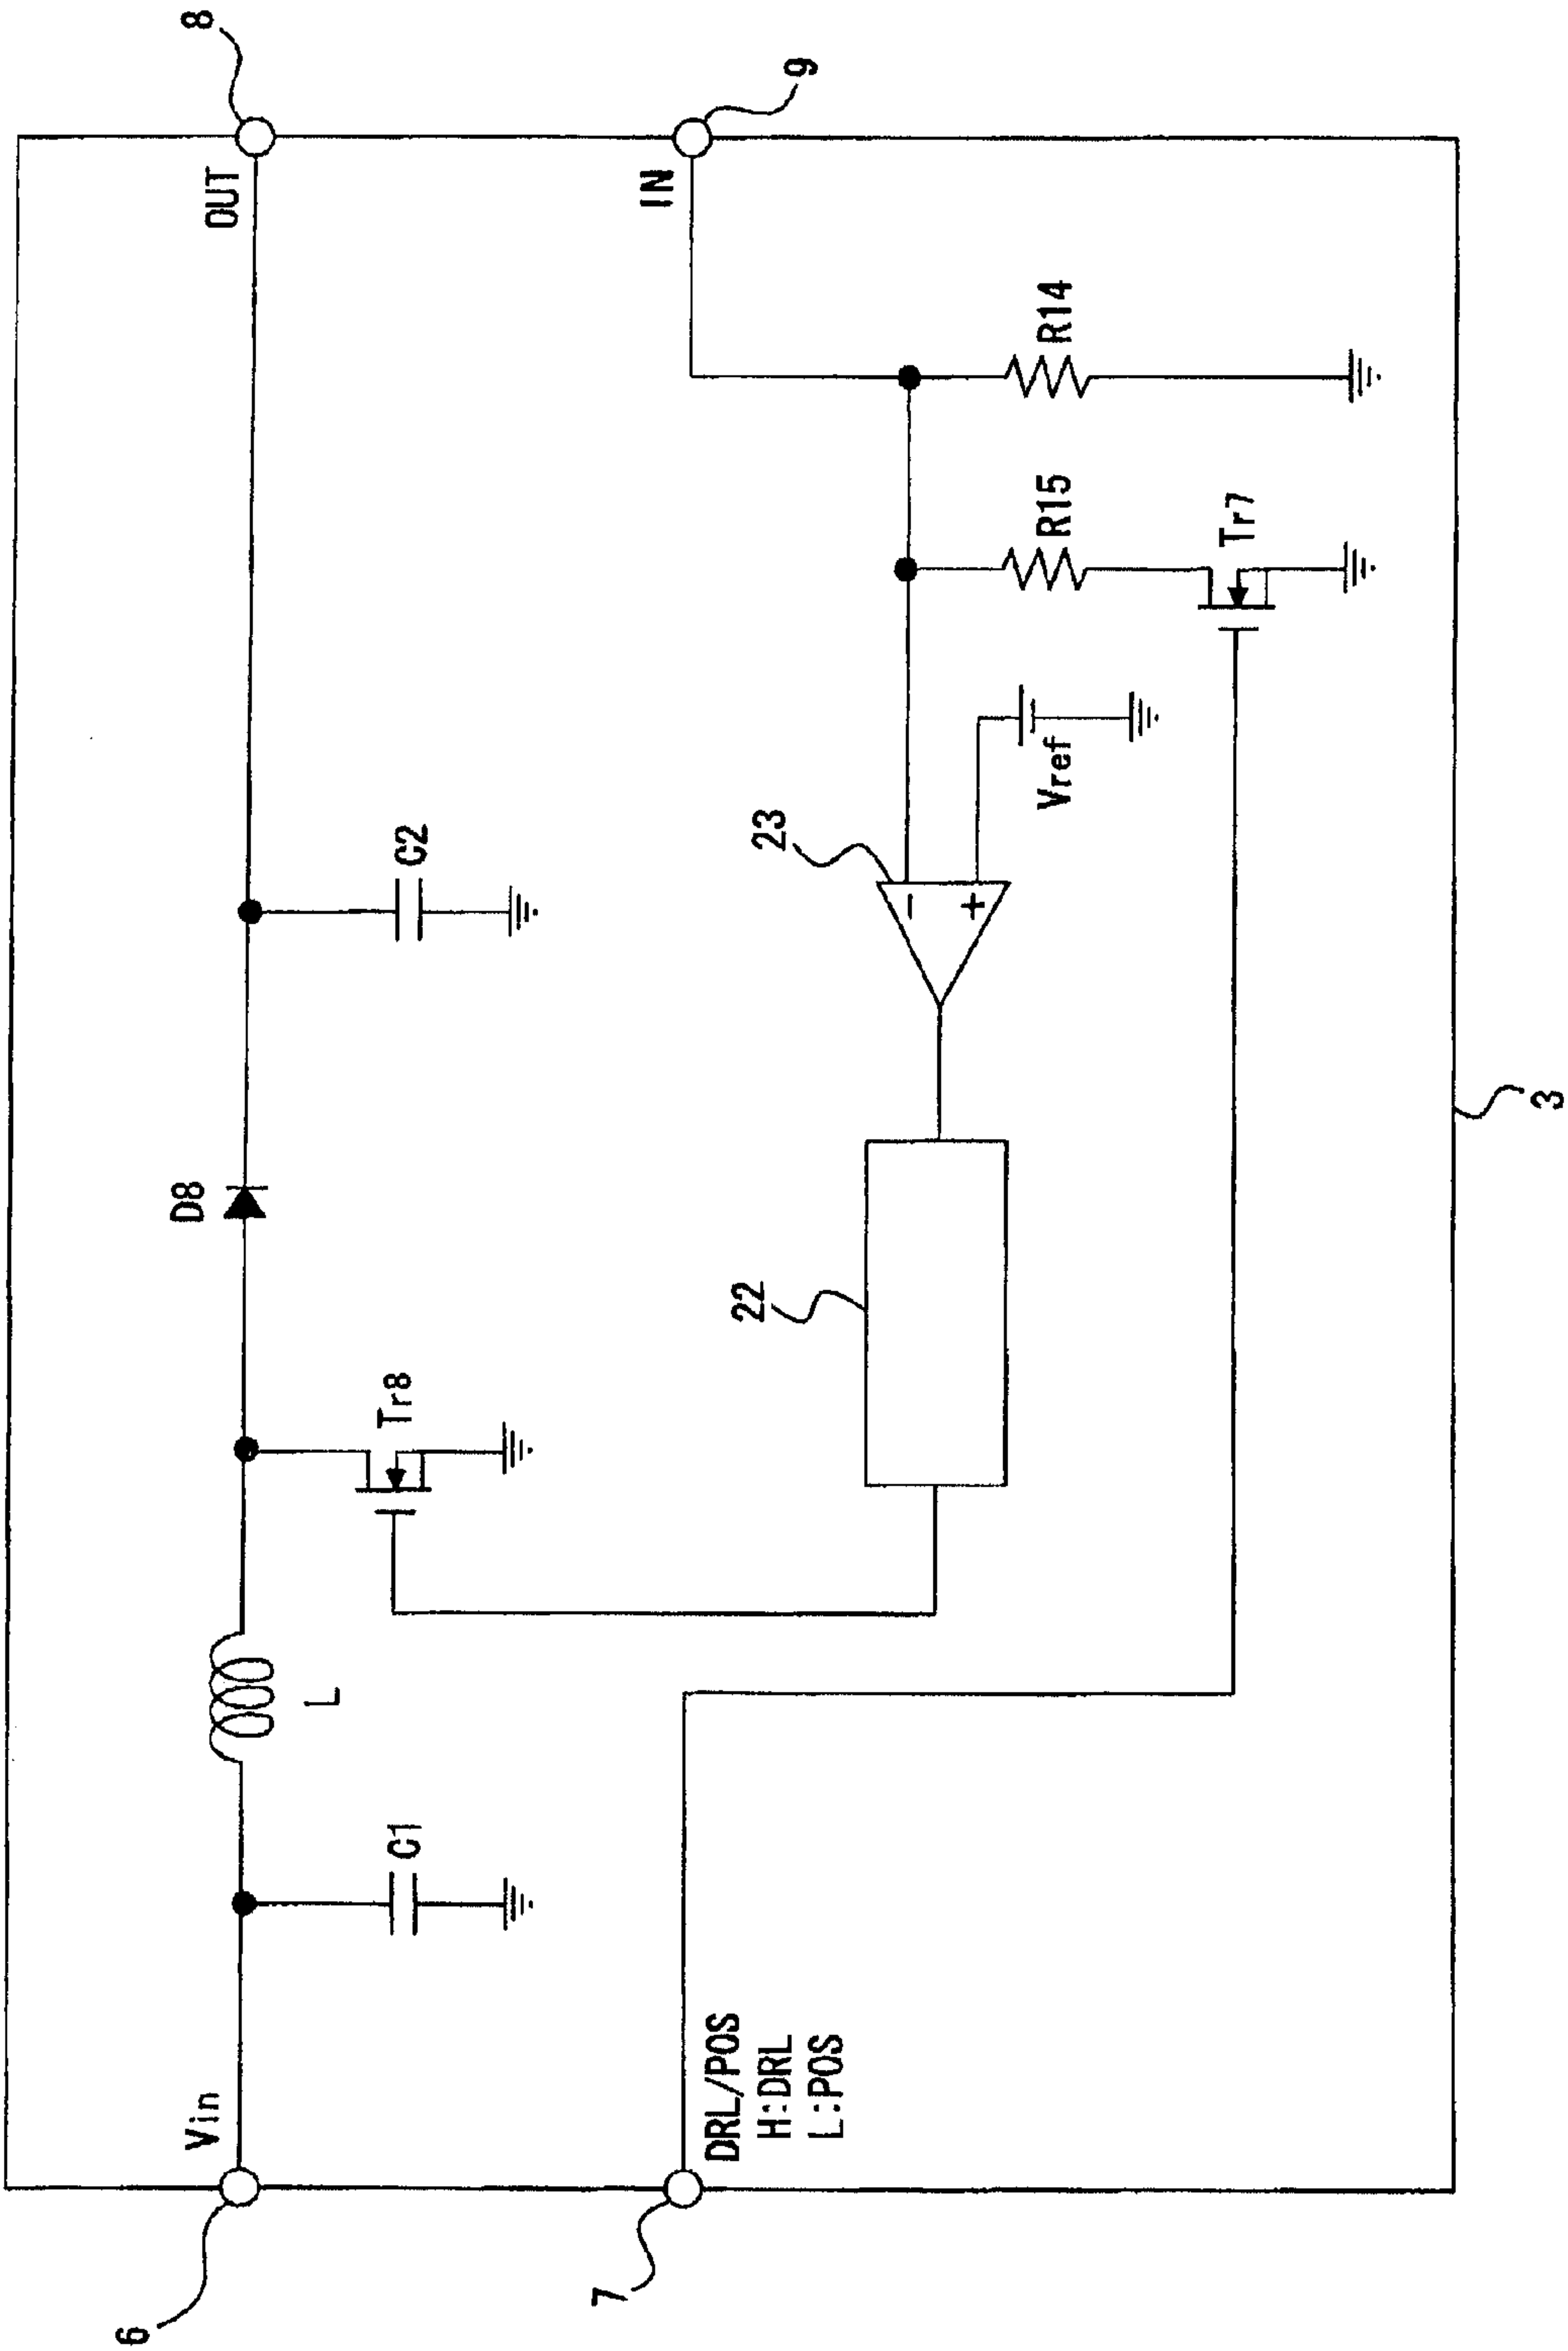 8
OUT
9
IN
R14
R15
Tr7
C2
23
Vref
−
+
D8
22
Tr8
3
L
C1
Vin
DRL/POS
H:DRL
L:POS
6
7